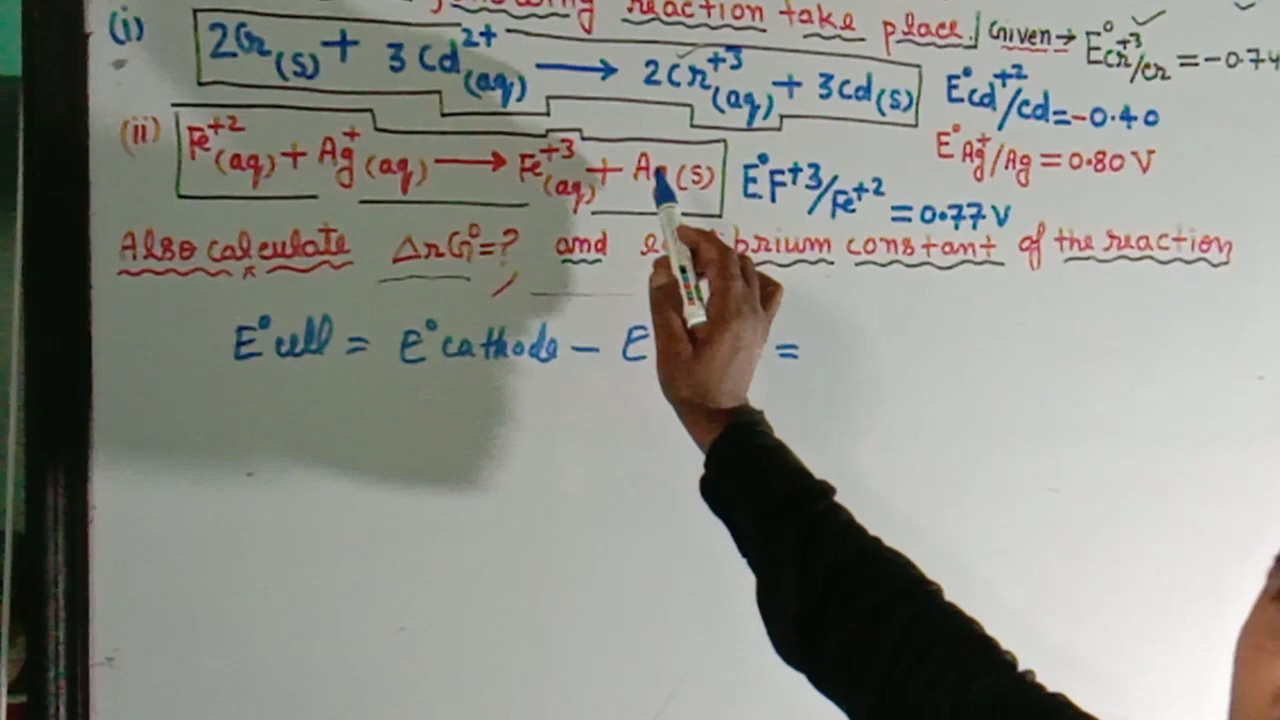 reaction take place. Given→ E°Cr⁺³/Cr = -0.74
(i) 2Cr(s) + 3Cd²⁺(aq) → 2Cr⁺³(aq) + 3Cd(s) E°Cd⁺²/Cd = -0.40
E°Ag⁺/Ag = 0.80 V
(ii) Fe⁺²(aq) + Ag⁺(aq) → Fe⁺³(aq) + Ag(s) E°F⁺³/Fe⁺² = 0.77 V
Also calculate ΔrG° = ? and constant of the reaction
E°cell = E°cathode - E =